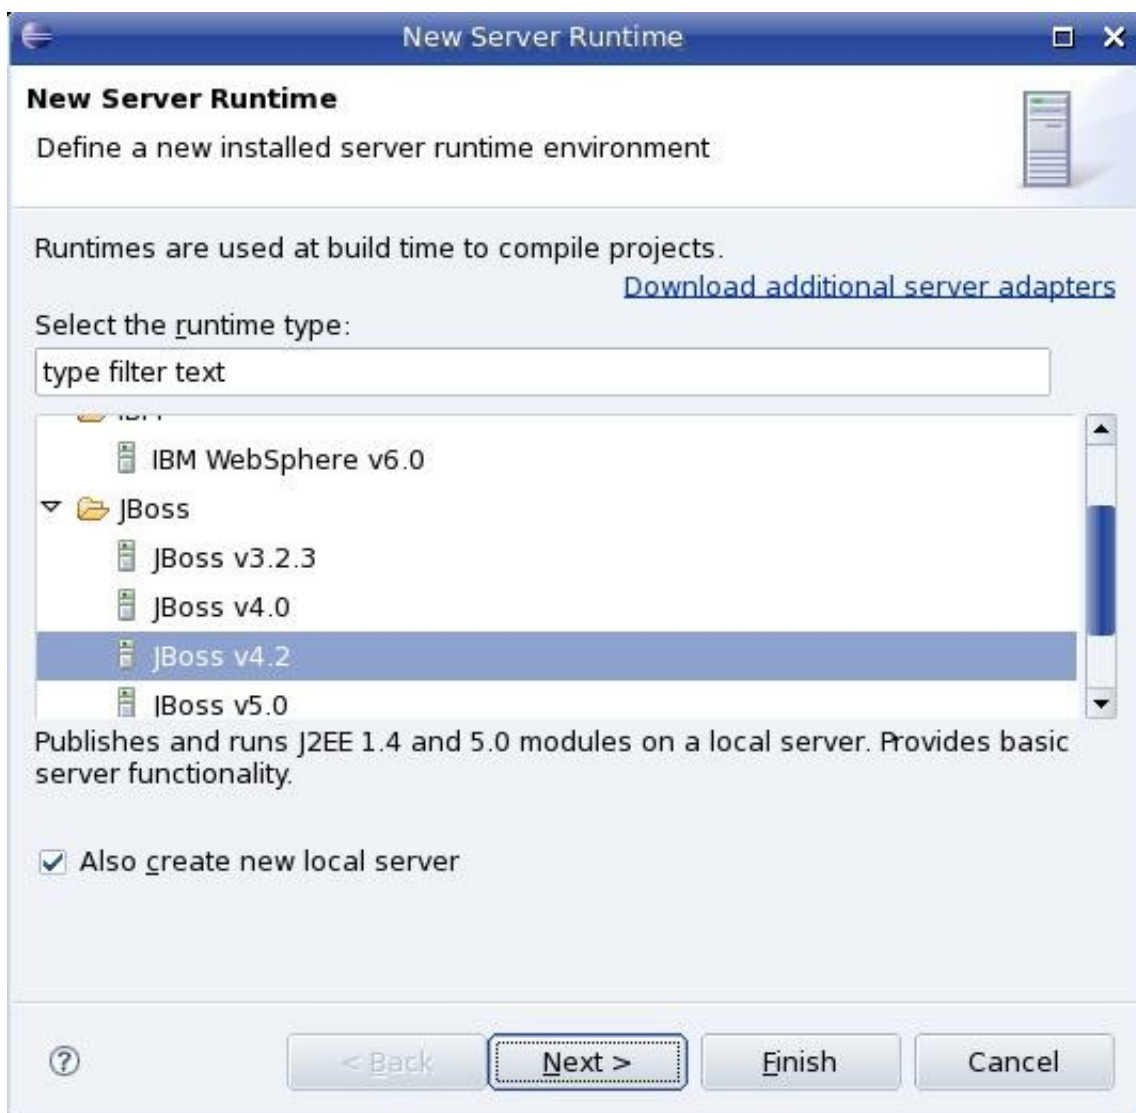 New Server Runtime
New Server Runtime
Define a new installed server runtime environment
Runtimes are used at build time to compile projects.
Download additional server adapters
Select the runtime type:
type filter text
IBM WebSphere v6.0
JBoss
JBoss v3.2.3
JBoss v4.0
JBoss v4.2
JBoss v5.0
Publishes and runs J2EE 1.4 and 5.0 modules on a local server. Provides basic
server functionality.
Also create new local server
< Back
Next >
Finish
Cancel